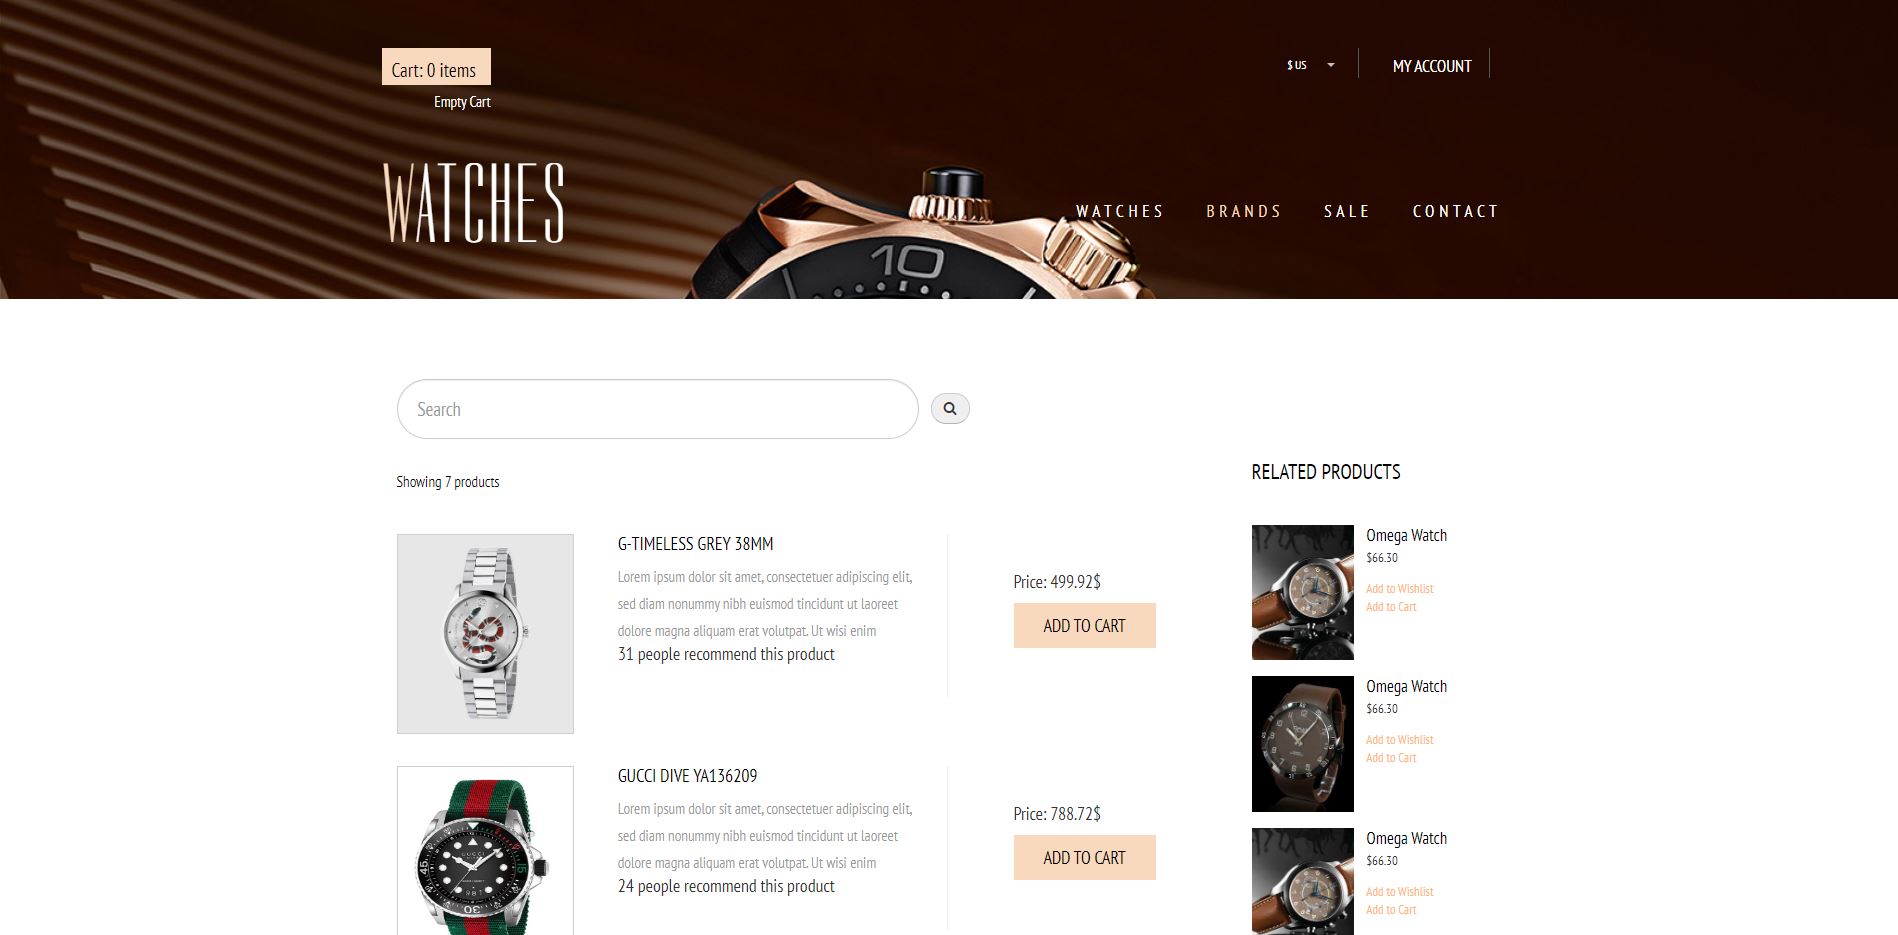 Cart: 0 items
$ US
MY ACCOUNT
Empty Cart
WATCHES
WATCHES
BRANDS
SALE
CONTACT
10
Search
Showing 7 products
G-TIMELESS GREY 38MM
Lorem ipsum dolor sit amet, consectetuer adipiscing elit,
sed diam nonummy nibh euismod tincidunt ut laoreet
dolore magna aliquam erat volutpat. Ut wisi enim
31 people recommend this product
Price: 499.92$
ADD TO CART
GUCCI DIVE YA136209
Lorem ipsum dolor sit amet, consectetuer adipiscing elit,
sed diam nonummy nibh euismod tincidunt ut laoreet
dolore magna aliquam erat volutpat. Ut wisi enim
24 people recommend this product
Price: 788.72$
ADD TO CART
GUCCI
RELATED PRODUCTS
Omega Watch
$66.30
Add to Wishlist
Add to Cart
Omega Watch
$66.30
Add to Wishlist
Add to Cart
Omega Watch
$66.30
Add to Wishlist
Add to Cart